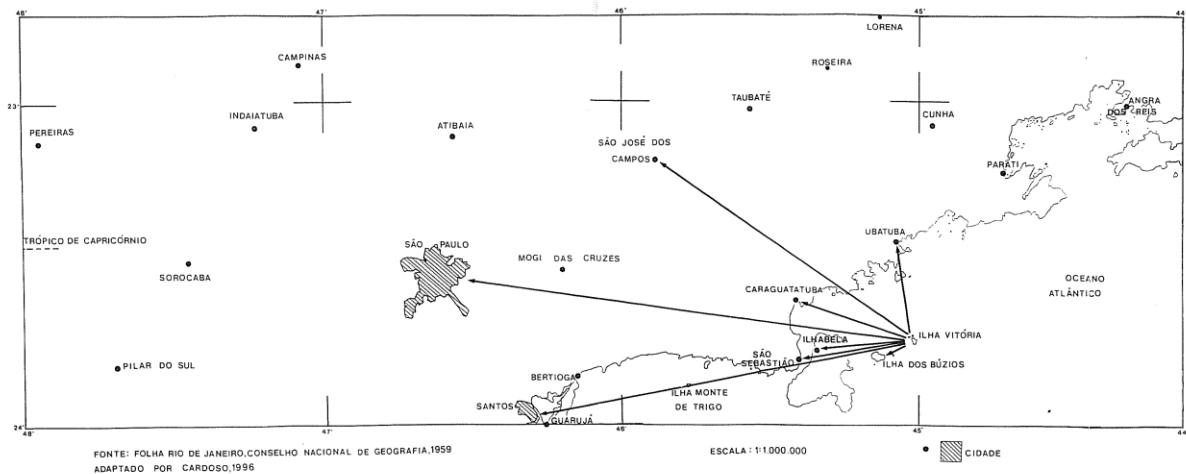 46°
45°
44
LORENA
CAMPINAS
ROSEIRA
TAUBATÉ
23°
ANGRA
DOS REIS
INDAIATUBA
CUNHA
PEREIRAS
ATIBAIA
SÃO JOSÉ DOS
CAMPOS
PARATI
TRÓPICO DE CAPRICÓRNIO
SÃO PAULO
UBATUBA
MOGI DAS CRUZES
SOROCABA
OCEANO
ATLÂNTICO
CARAGUATATUBA
ILHA VITÓRIA
ILHABELA
SÃO
SEBASTIÃO
ILHA DOS BÚZIOS
PILAR DO SUL
BERTIOGA
ILHA MONTE
DE TRIGO
SANTOS
GUARUJÁ
24°
48°
47°
46°
45°
44
FONTE: FOLHA RIO DE JANEIRO, CONSELHO NACIONAL DE GEOGRAFIA, 1959
ESCALA: 1:1.000.000
CIDADE
ADAPTADO POR CARDOSO, 1996